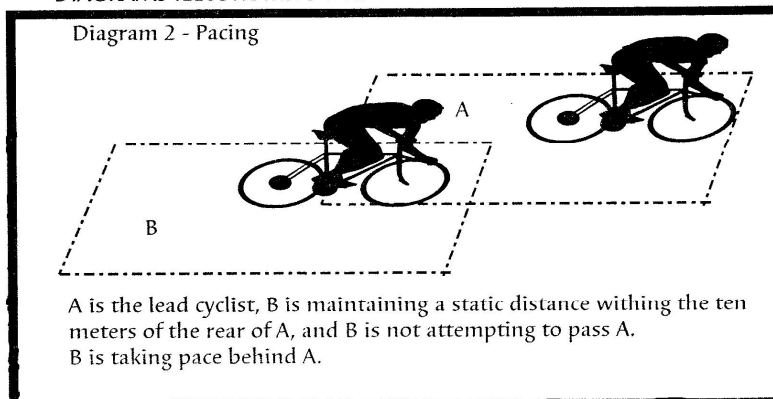 Diagram 2 - Pacing
A
B
A is the lead cyclist, B is maintaining a static distance withing the ten
meters of the rear of A, and B is not attempting to pass A.
B is taking pace behind A.